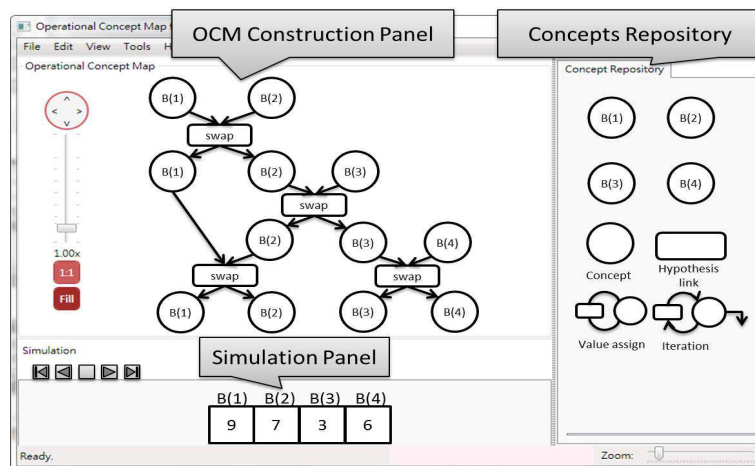 Operational Concept Map
OCM Construction Panel
Concepts Repository
File Edit View Tools
Operational Concept Map
Concept Repository
B(1) B(2)
swap
B(1) B(2) B(3)
swap
B(2) B(3) B(4)
swap swap
B(1) B(2) B(3) B(4)
1.00x
1:1
Fill
B(1) B(2)
B(3) B(4)
Concept
Hypothesis
link
Value assign Iteration
Simulation
Simulation Panel
B(1) B(2) B(3) B(4)
9 7 3 6
Ready.
Zoom: